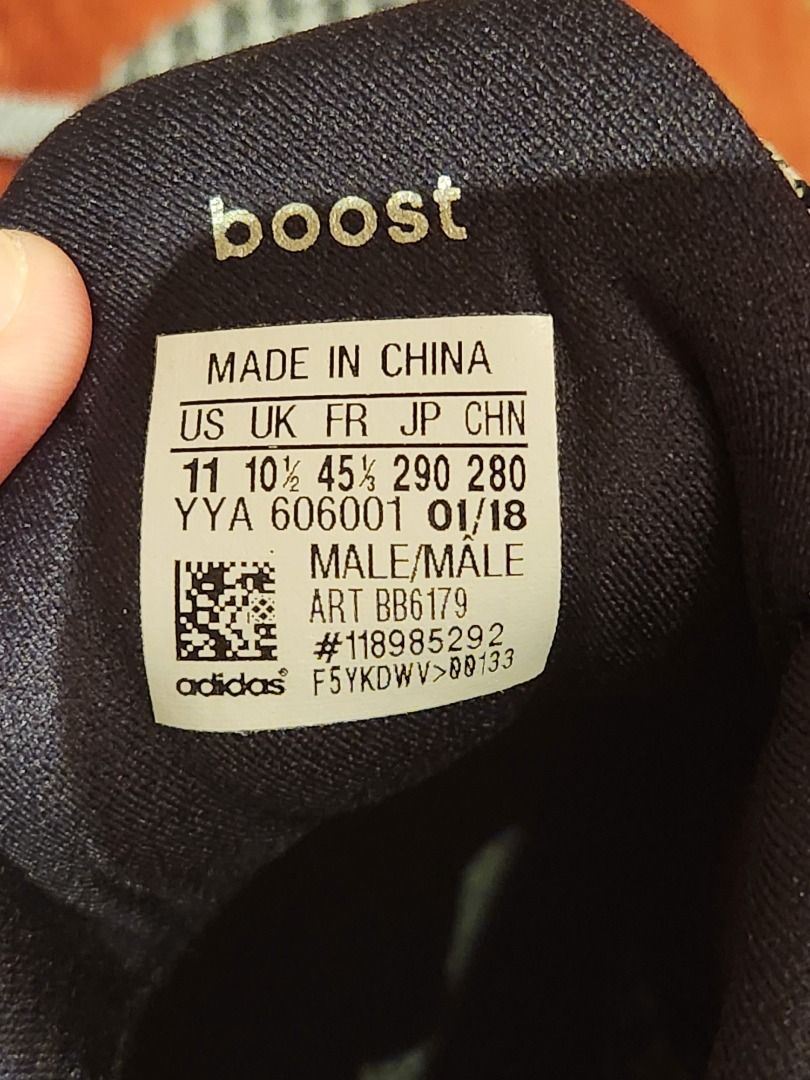 boost
MADE IN CHINA
US UK FR JP CHN
11 10½ 45⅓ 290 280
YYA 606001 01/18
MALE/MÂLE
ART BB6179
#118985292
adidas® F5YKDWV>00133